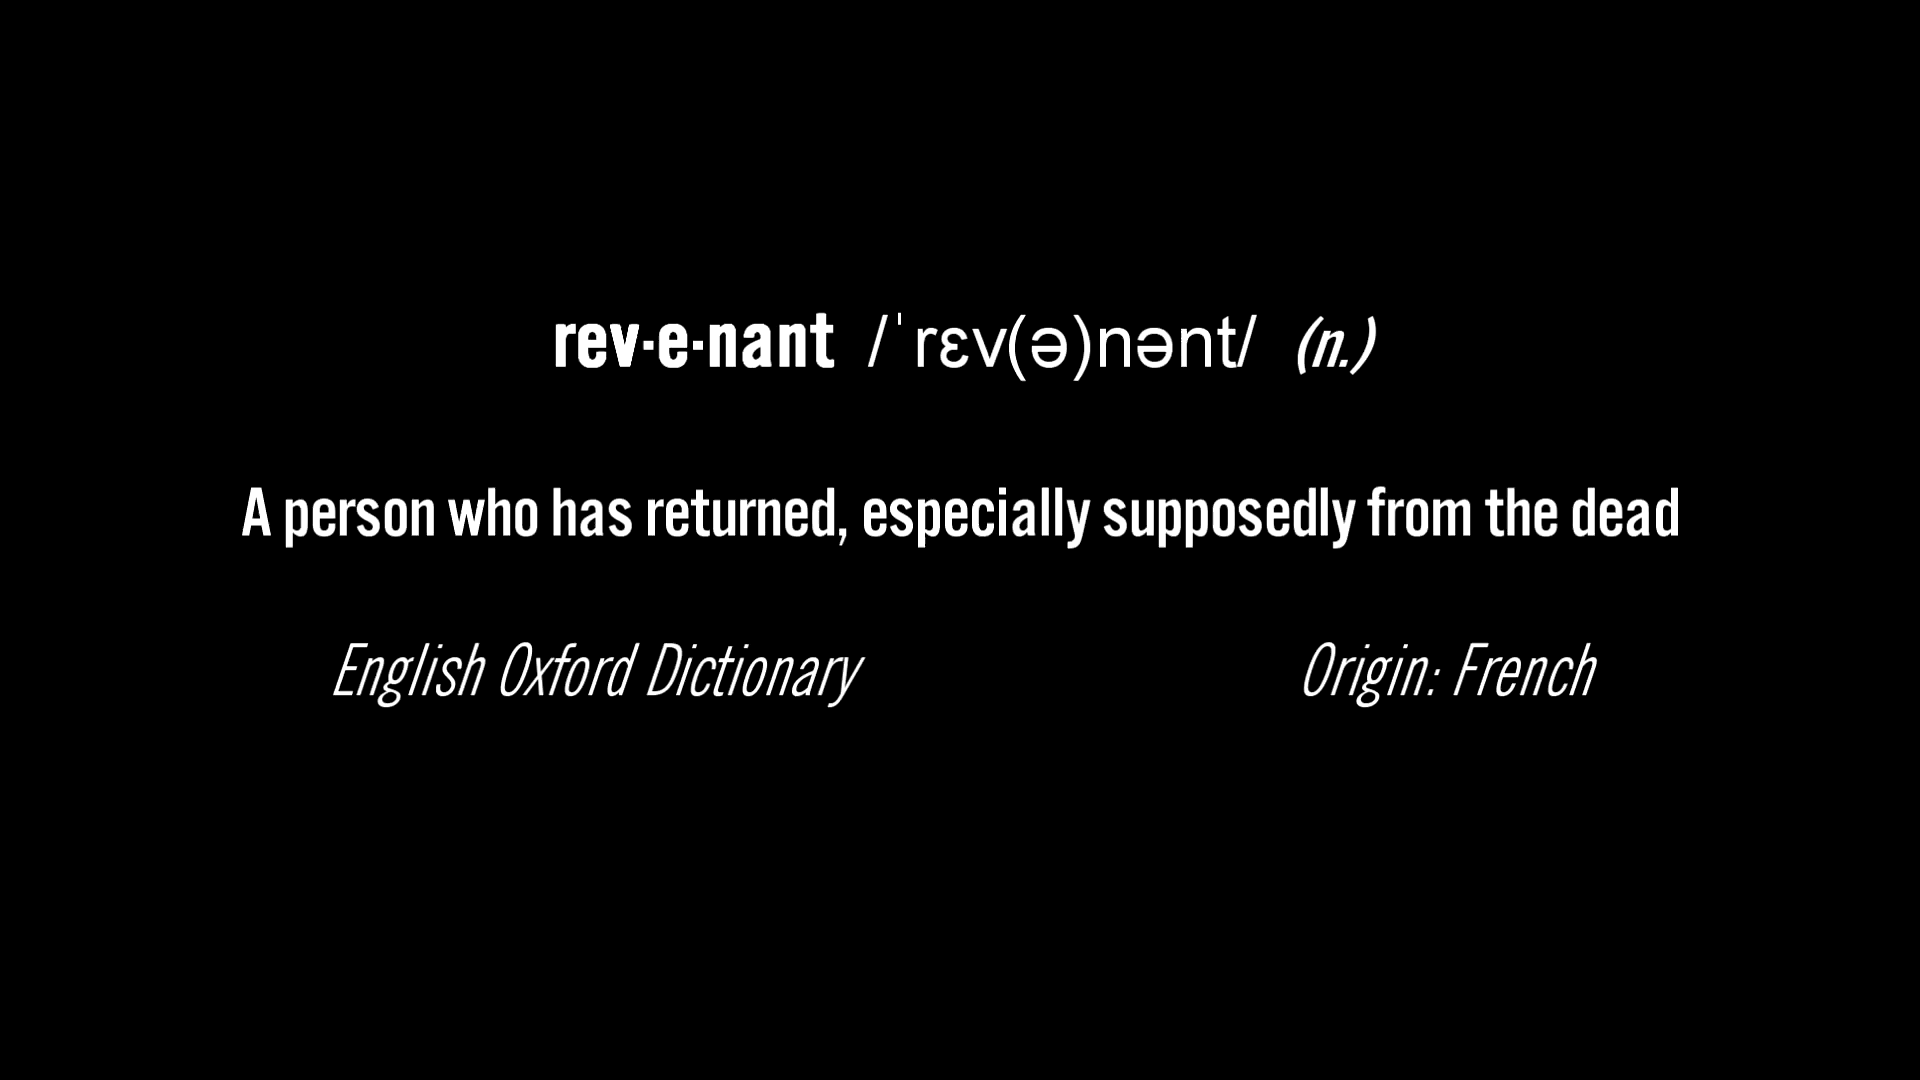 rev·e·nant /ˈrɛv(ə)nənt/ (n.)
A person who has returned, especially supposedly from the dead
English Oxford Dictionary Origin: French